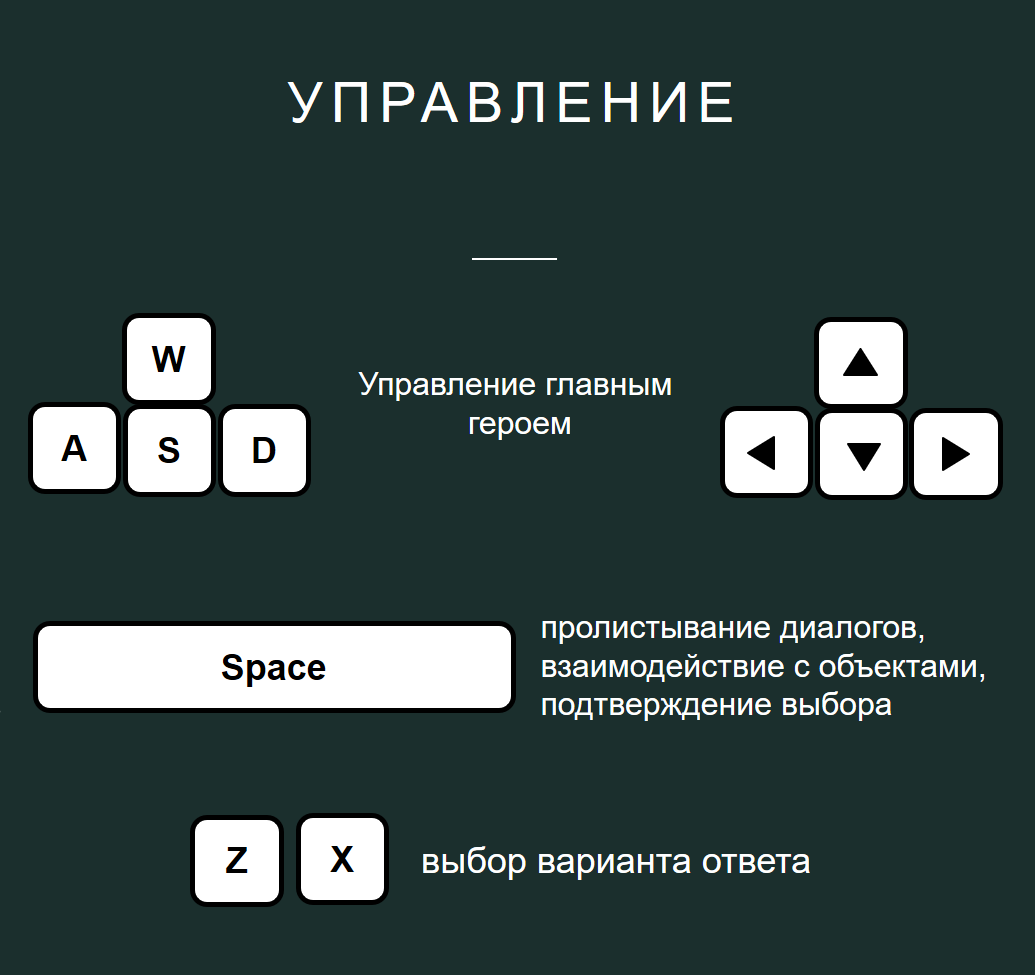 УПРАВЛЕНИЕ
W
A S D
Управление главным
героем
Space
пролистывание диалогов,
взаимодействие с объектами,
подтверждение выбора
Z X
выбор варианта ответа